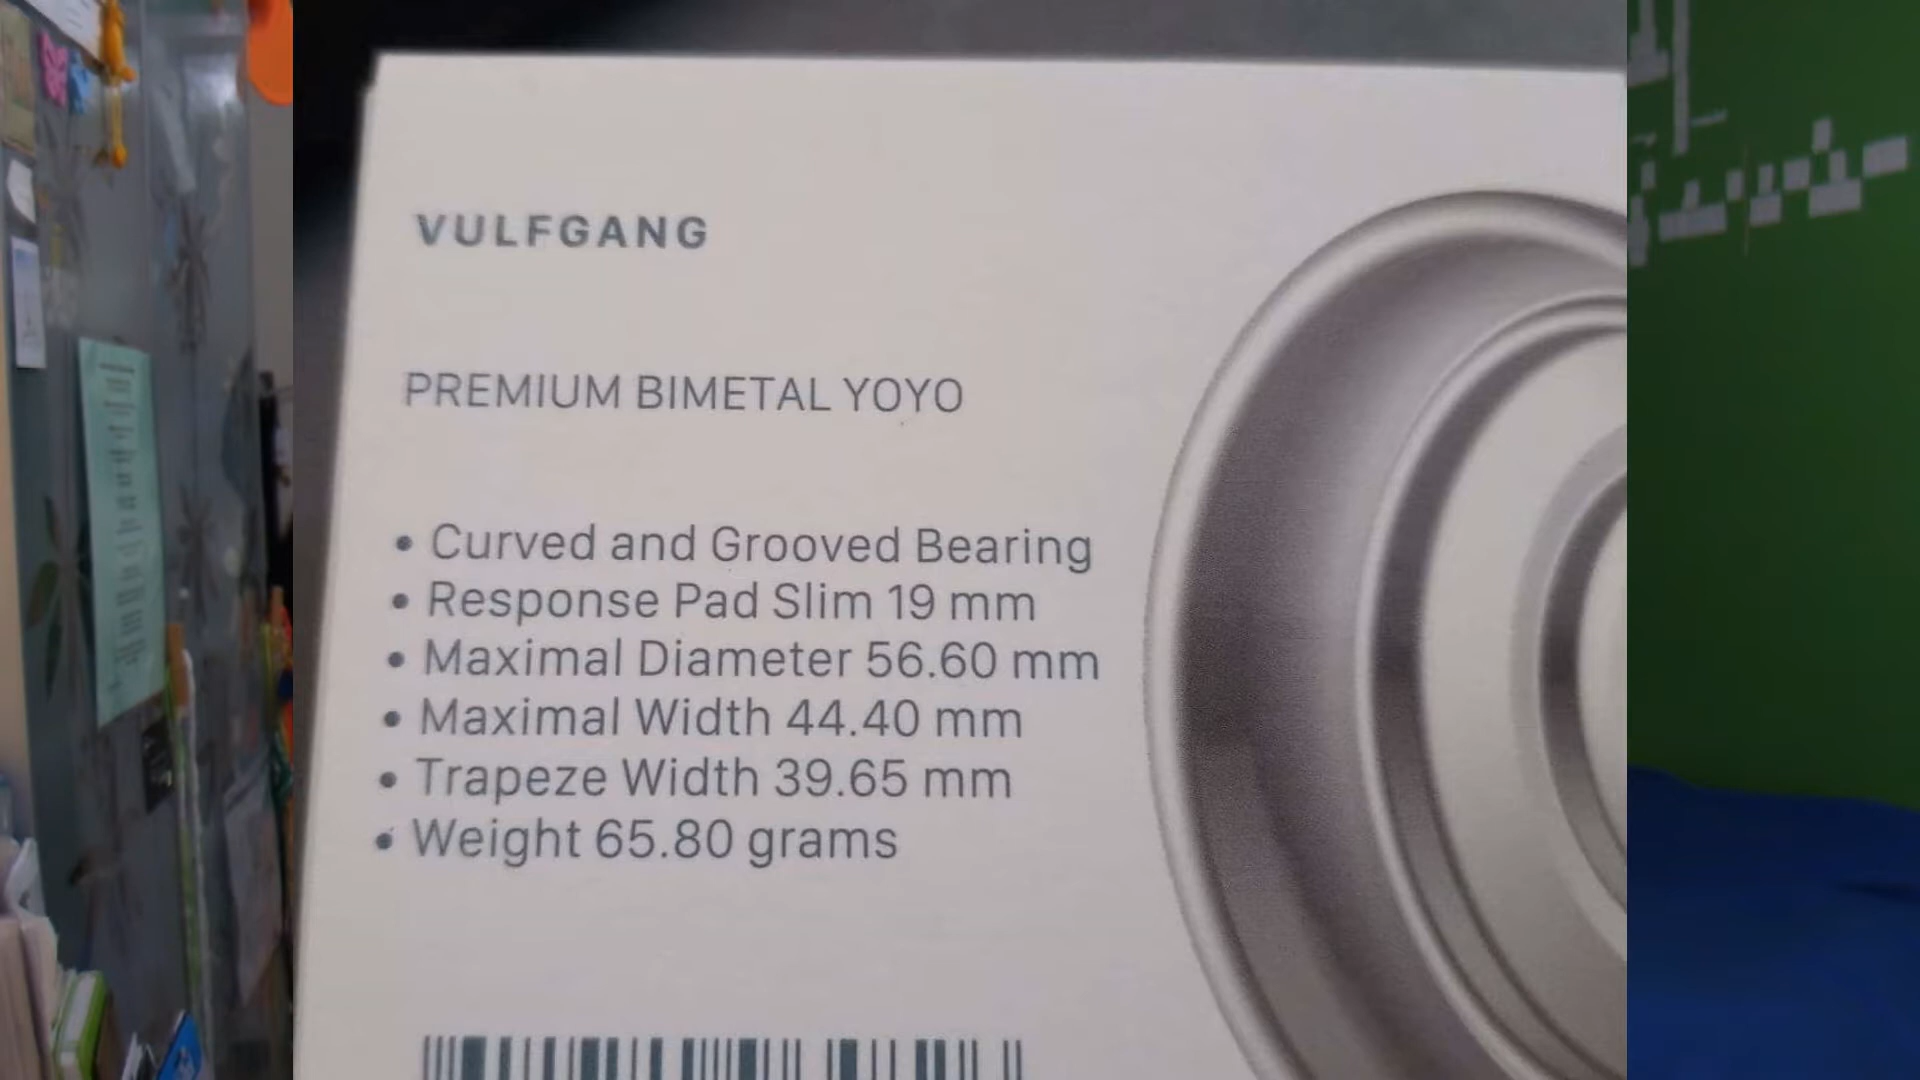 VULFGANG
PREMIUM BIMETAL YOYO
• Curved and Grooved Bearing
• Response Pad Slim 19 mm
• Maximal Diameter 56.60 mm
• Maximal Width 44.40 mm
• Trapeze Width 39.65 mm
• Weight 65.80 grams